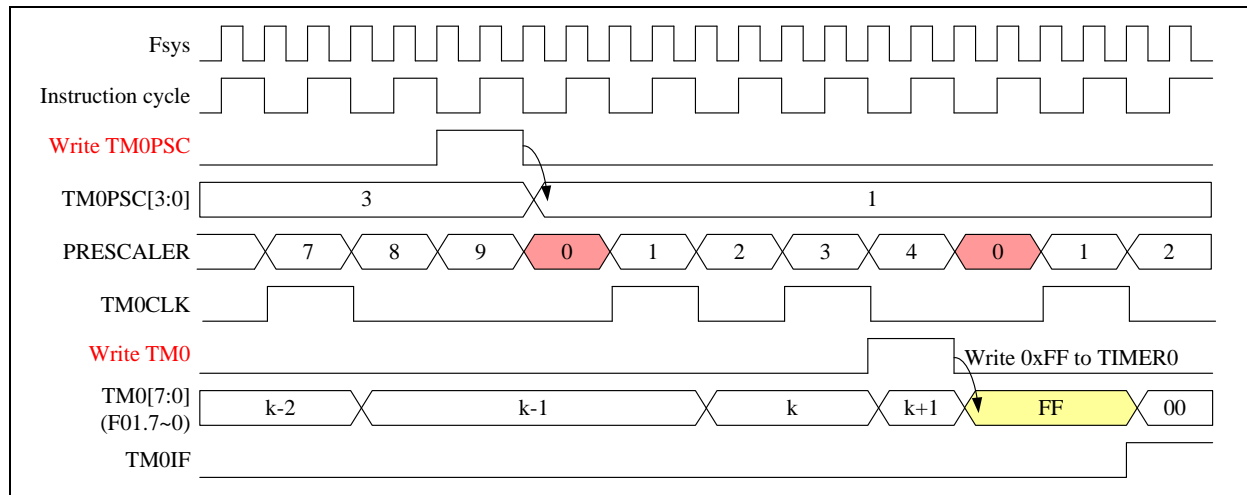 Fsys
Instruction cycle
Write TM0PSC
TM0PSC[3:0] 3 1
PRESCALER 7 8 9 0 1 2 3 4 0 1 2
TM0CLK
Write TM0 Write 0xFF to TIMER0
TM0[7:0] k-2 k-1 k k+1 FF 00
(F01.7~0)
TM0IF